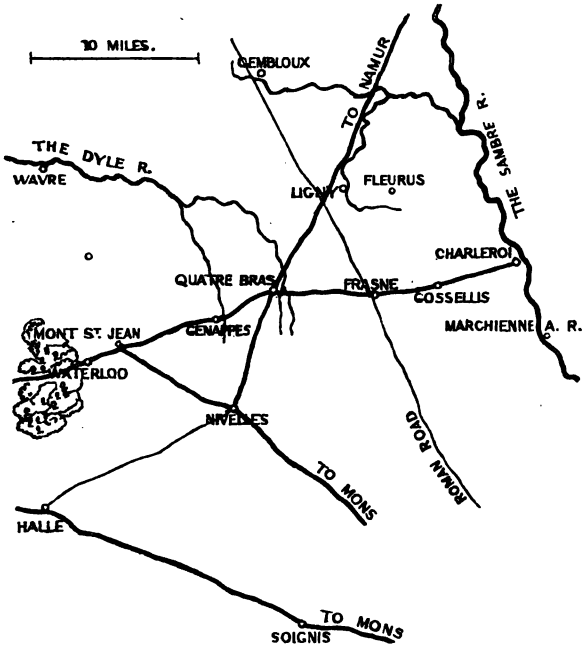 10 MILES.
GEMBLOUX
TO NAMUR
THE SAMBRE R.
THE DYLE R.
WAVRE
LIGNY
FLEURUS
CHARLEROI
QUATRE BRAS
FRASNE
GOSSELLIS
MONT ST. JEAN
GENAPPES
MARCHIENNE A. R.
WATERLOO
NIVELLES
ROMAN ROAD
TO MONS
HALLE
SOIGNIS
TO MONS